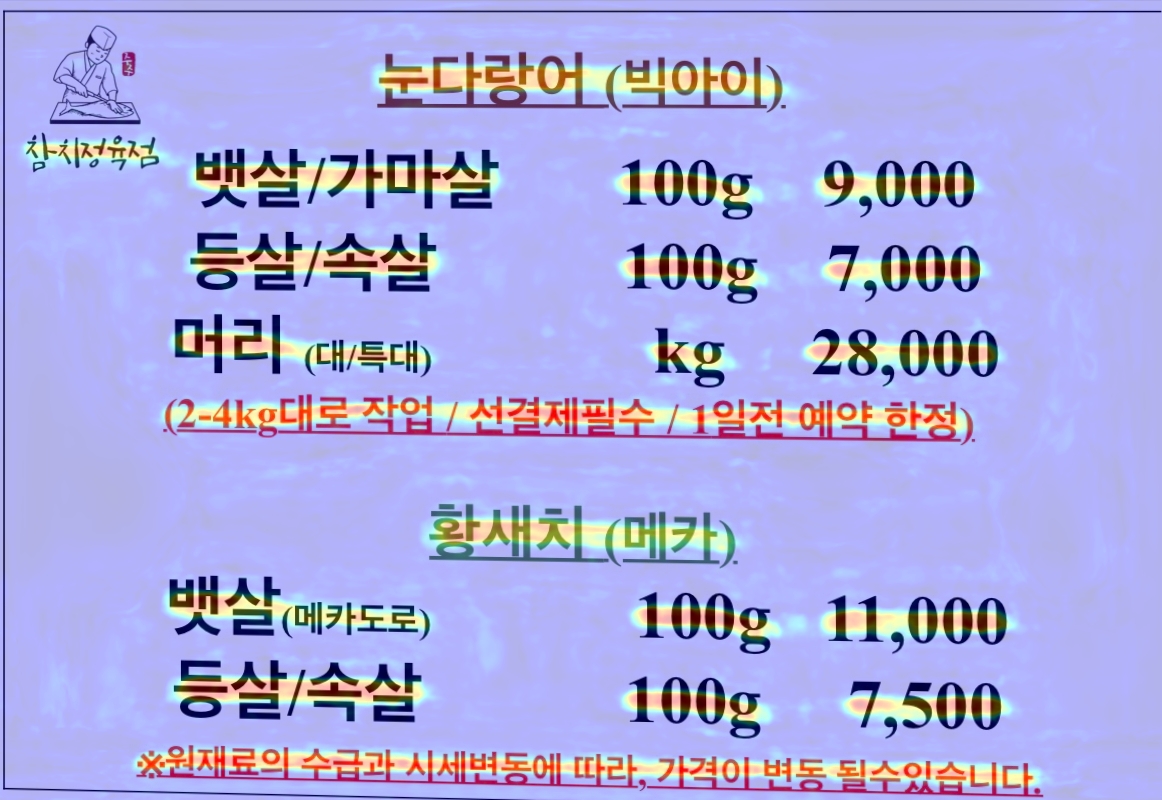 눈다랑어 (빅아이)
참치정육점
뱃살/가마살 100g 9,000
등살/속살 100g 7,000
머리 (대/특대) kg 28,000
(2-4kg대로 작업 / 선결제필수 / 1일전 예약 한정)
황새치 (메카)
뱃살(메카도로) 100g 11,000
등살/속살 100g 7,500
※원재료의 수급과 시세변동에 따라, 가격이 변동 될수있습니다.